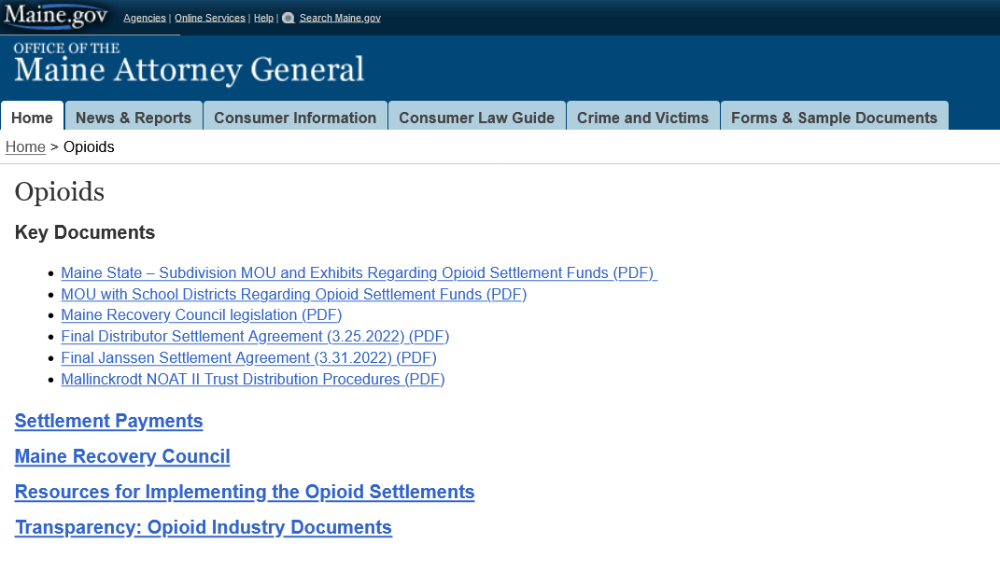 Maine.gov Agencies | Online Services | Help | Search Maine.gov
OFFICE OF THE
Maine Attorney General
Home News & Reports Consumer Information Consumer Law Guide Crime and Victims Forms & Sample Documents
Home > Opioids
Opioids
Key Documents
• Maine State – Subdivision MOU and Exhibits Regarding Opioid Settlement Funds (PDF)
• MOU with School Districts Regarding Opioid Settlement Funds (PDF)
• Maine Recovery Council legislation (PDF)
• Final Distributor Settlement Agreement (3.25.2022) (PDF)
• Final Janssen Settlement Agreement (3.31.2022) (PDF)
• Mallinckrodt NOAT II Trust Distribution Procedures (PDF)
Settlement Payments
Maine Recovery Council
Resources for Implementing the Opioid Settlements
Transparency: Opioid Industry Documents